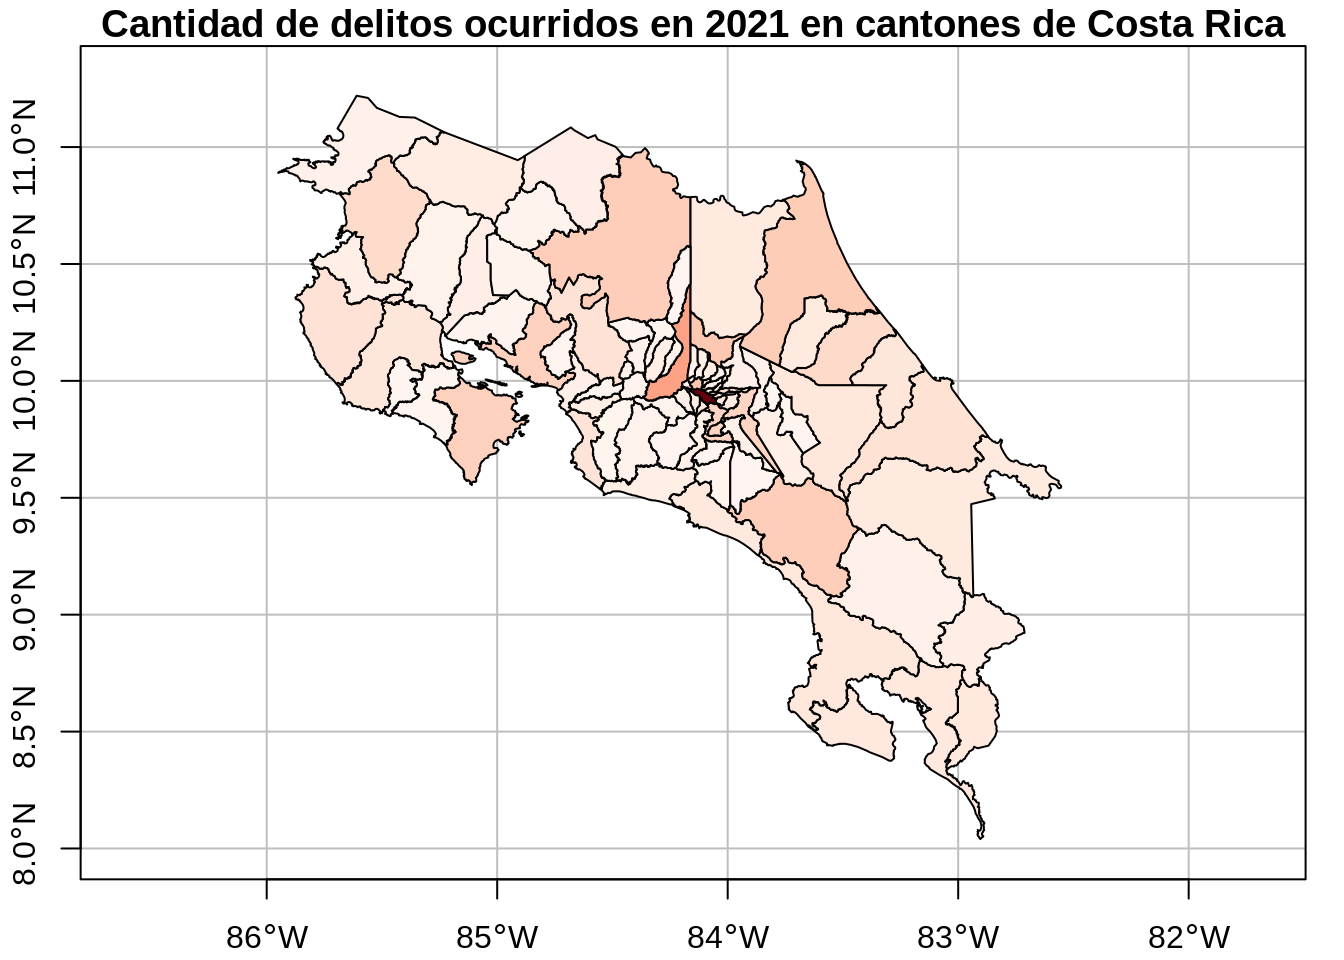 Cantidad de delitos ocurridos en 2021 en cantones de Costa Rica
11.0°N
10.5°N
10.0°N
9.5°N
9.0°N
8.5°N
8.0°N
86°W
85°W
84°W
83°W
82°W